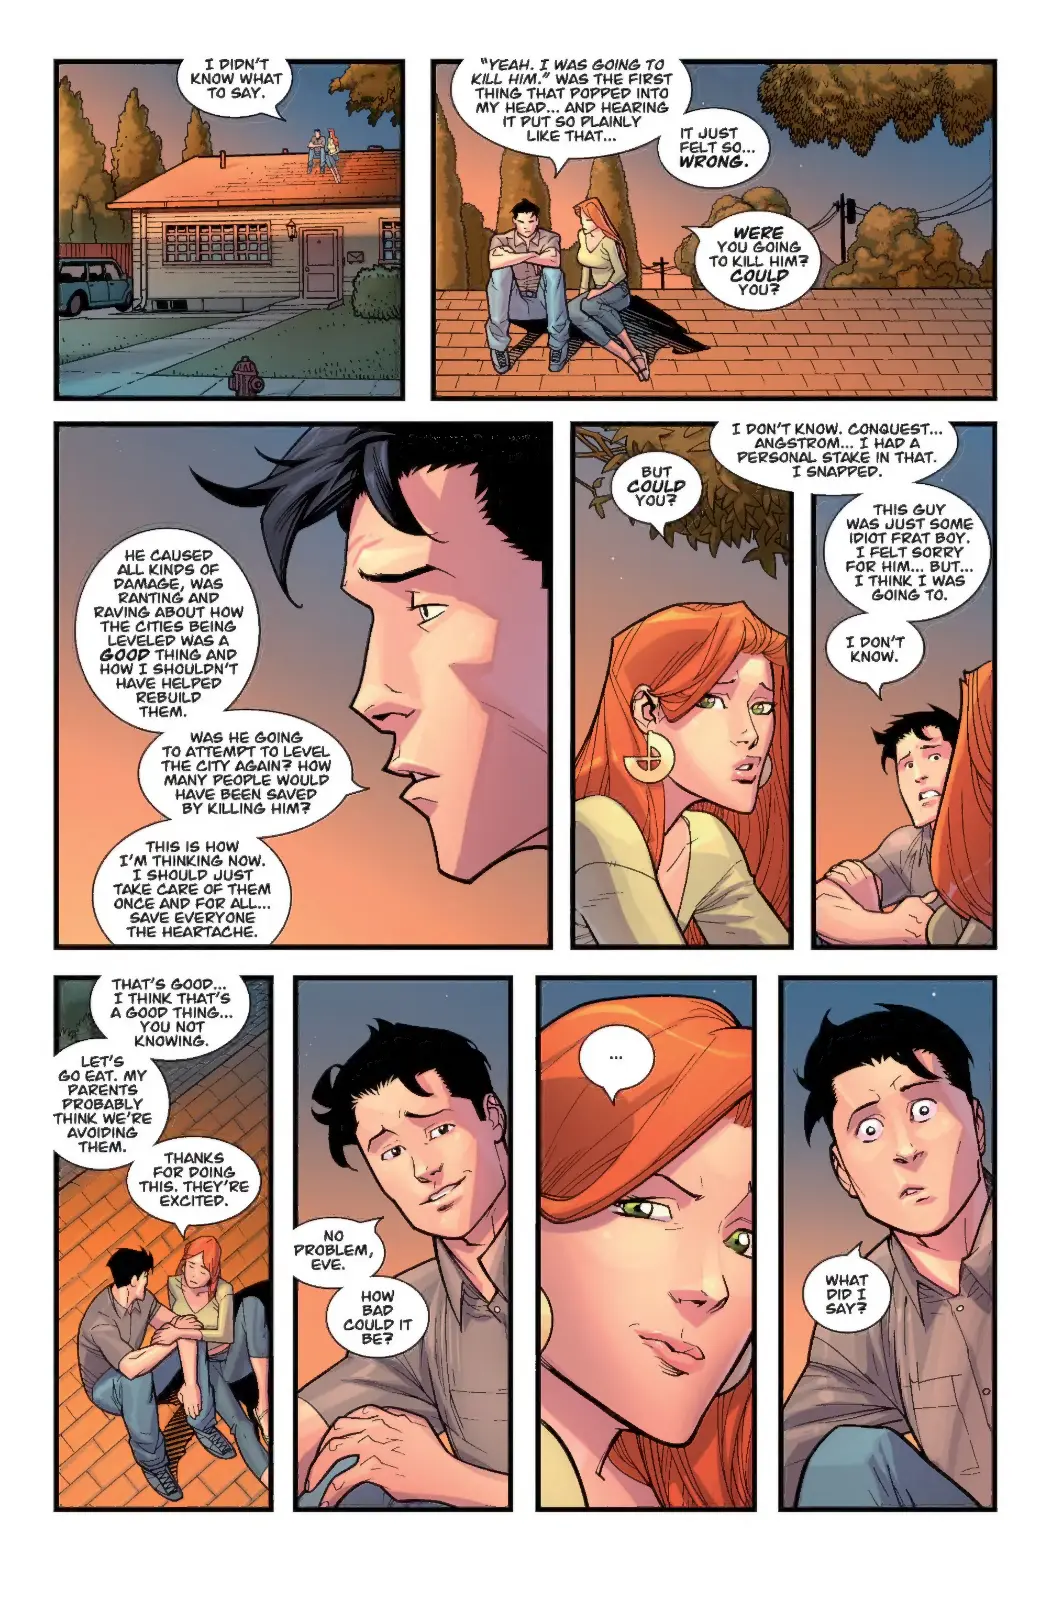 I DIDN'T
KNOW WHAT
TO SAY.
"YEAH. I WAS GOING TO
KILL HIM." WAS THE FIRST
THING THAT POPPED INTO
MY HEAD... AND HEARING
IT PUT SO PLAINLY
LIKE THAT...
IT JUST
FELT SO...
WRONG.
WERE
YOU GOING
TO KILL HIM?
COULD
YOU?
HE CAUSED
ALL KINDS OF
DAMAGE, WAS
RANTING AND
RAVING ABOUT HOW
THE CITIES BEING
LEVELED WAS A
GOOD THING AND
HOW I SHOULDN'T
HAVE HELPED
REBUILD
THEM.
WAS HE GOING
TO ATTEMPT TO LEVEL
THE CITY AGAIN? HOW
MANY PEOPLE WOULD
HAVE BEEN SAVED
BY KILLING HIM?
THIS IS HOW
I'M THINKING NOW.
I SHOULD JUST
TAKE CARE OF THEM
ONCE AND FOR ALL...
SAVE EVERYONE
THE HEARTACHE.
BUT
COULD
YOU?
I DON'T KNOW. CONQUEST...
ANGSTROM... I HAD A
PERSONAL STAKE IN THAT.
I SNAPPED.
THIS GUY
WAS JUST SOME
IDIOT FRAT BOY.
I FELT SORRY
FOR HIM... BUT...
I THINK I WAS
GOING TO.
I DON'T
KNOW.
THAT'S GOOD...
I THINK THAT'S
A GOOD THING...
YOU NOT
KNOWING.
LET'S
GO EAT. MY
PARENTS
PROBABLY
THINK WE'RE
AVOIDING
THEM.
THANKS
FOR DOING
THIS. THEY'RE
EXCITED.
NO
PROBLEM,
EVE.
HOW
BAD
COULD IT
BE?
...
WHAT
DID I
SAY?